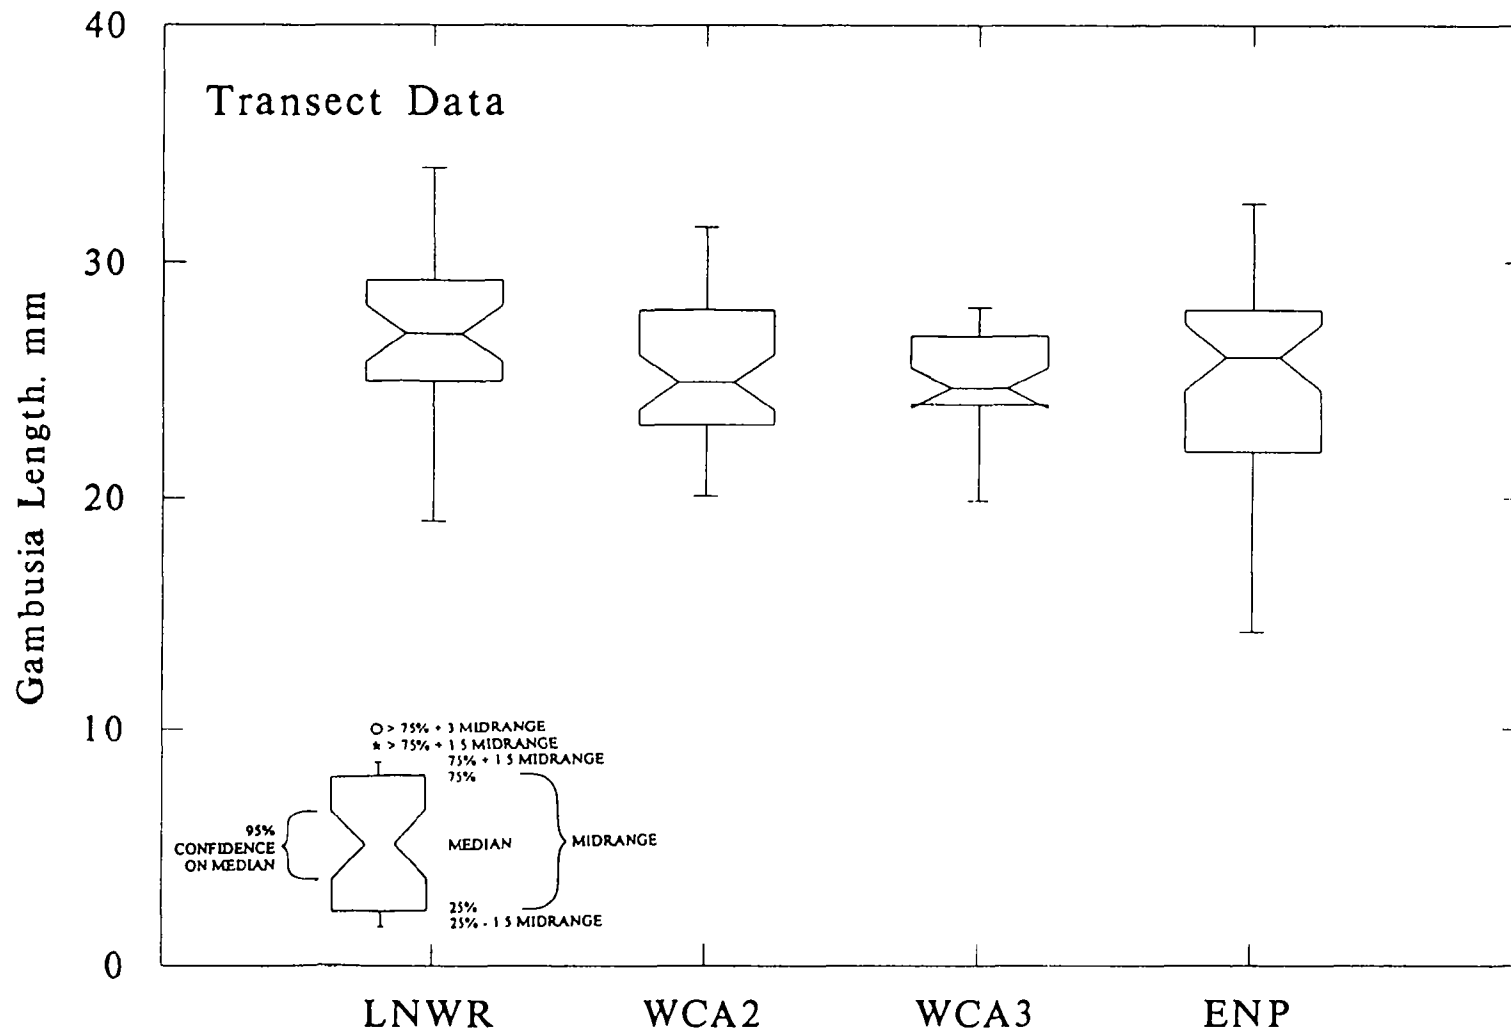 40
Transect Data
30
20
10
0
Gambusia Length. mm
O > 75% + 3 MIDRANGE
* > 75% + 1 5 MIDRANGE
75% + 1 5 MIDRANGE
75%
95%
CONFIDENCE
ON MEDIAN
MEDIAN
MIDRANGE
25%
25% - 1 5 MIDRANGE
LNWR
WCA2
WCA3
ENP